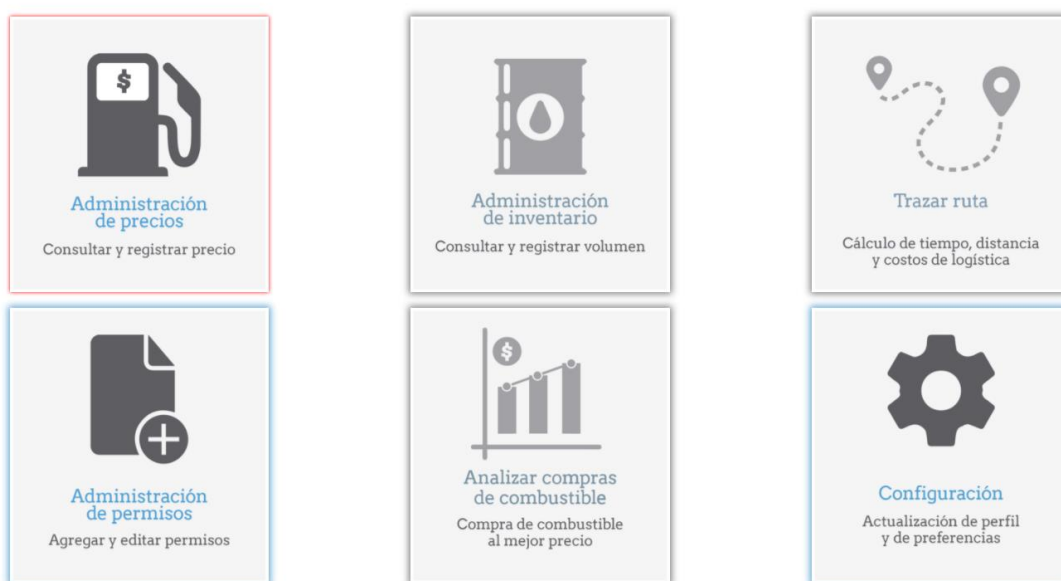 $
Administración
de precios
Consultar y registrar precio
Administración
de inventario
Consultar y registrar volumen
Trazar ruta
Cálculo de tiempo, distancia
y costos de logística
Administración
de permisos
Agregar y editar permisos
$
Analizar compras
de combustible
Compra de combustible
al mejor precio
Configuración
Actualización de perfil
y de preferencias